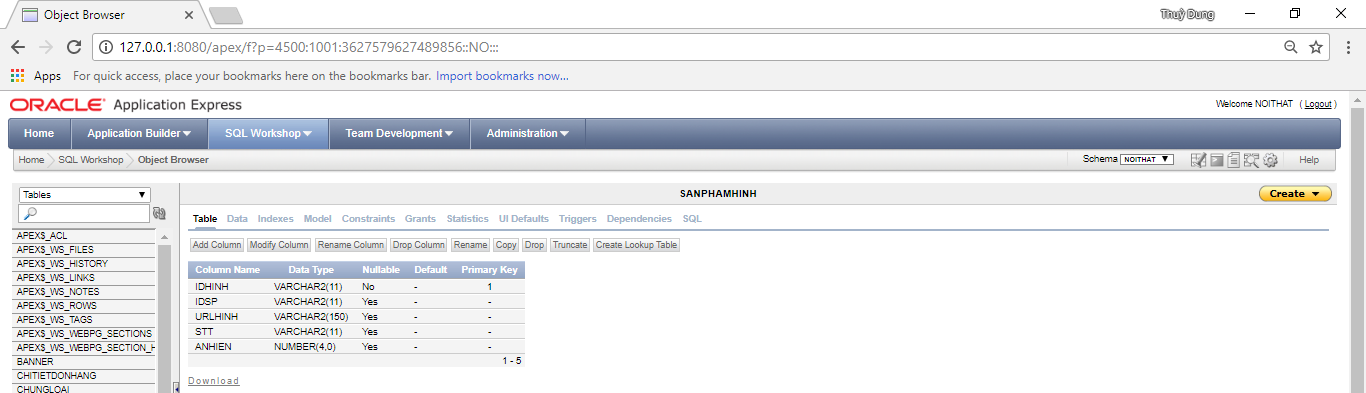 Object Browser
Thuỳ Dung
127.0.0.1:8080/apex/f?p=4500:1001:3627579627489856::NO:::
Apps For quick access, place your bookmarks here on the bookmarks bar. Import bookmarks now...
ORACLE Application Express
Welcome NOITHAT ( Logout )
Home Application Builder SQL Workshop Team Development Administration
Home SQL Workshop Object Browser Schema NOITHAT Help
Tables
SANPHAMHINH
Create
Table Data Indexes Model Constraints Grants Statistics UI Defaults Triggers Dependencies SQL
Add Column Modify Column Rename Column Drop Column Rename Copy Drop Truncate Create Lookup Table
APEX$_ACL
APEX$_WS_FILES
APEX$_WS_HISTORY
APEX$_WS_LINKS
APEX$_WS_NOTES
APEX$_WS_ROWS
APEX$_WS_TAGS
APEX$_WS_WEBPG_SECTIONS
APEX$_WS_WEBPG_SECTION_H
BANNER
CHITIETDONHANG
CHUNGLOAI
Column Name Data Type Nullable Default Primary Key
IDHINH VARCHAR2(11) No - 1
IDSP VARCHAR2(11) Yes - -
URLHINH VARCHAR2(150) Yes - -
STT VARCHAR2(11) Yes - -
ANHIEN NUMBER(4,0) Yes - -
1 - 5
Download